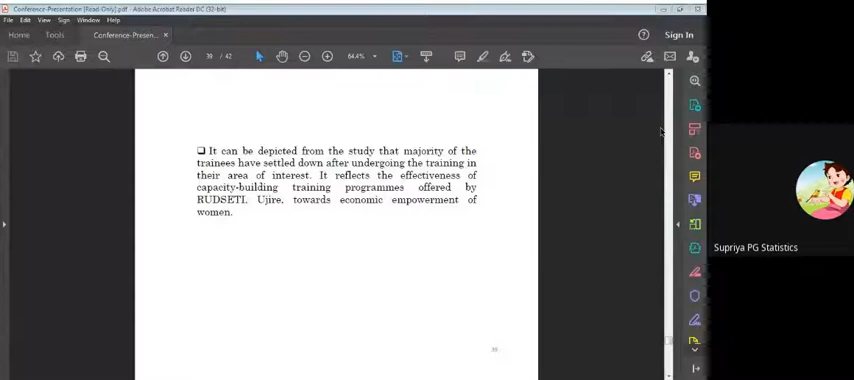 Conference-Presentation [Read-Only].pdf - Adobe Acrobat Reader DC (32-bit)
File Edit View Sign Window Help
Home Tools Conference-Presen... × Sign In
39 / 42 64.4%
❑ It can be depicted from the study that majority of the
trainees have settled down after undergoing the training in
their area of interest. It reflects the effectiveness of
capacity-building training programmes offered by
RUDSETI, Ujire, towards economic empowerment of
women.
Supriya PG Statistics
39